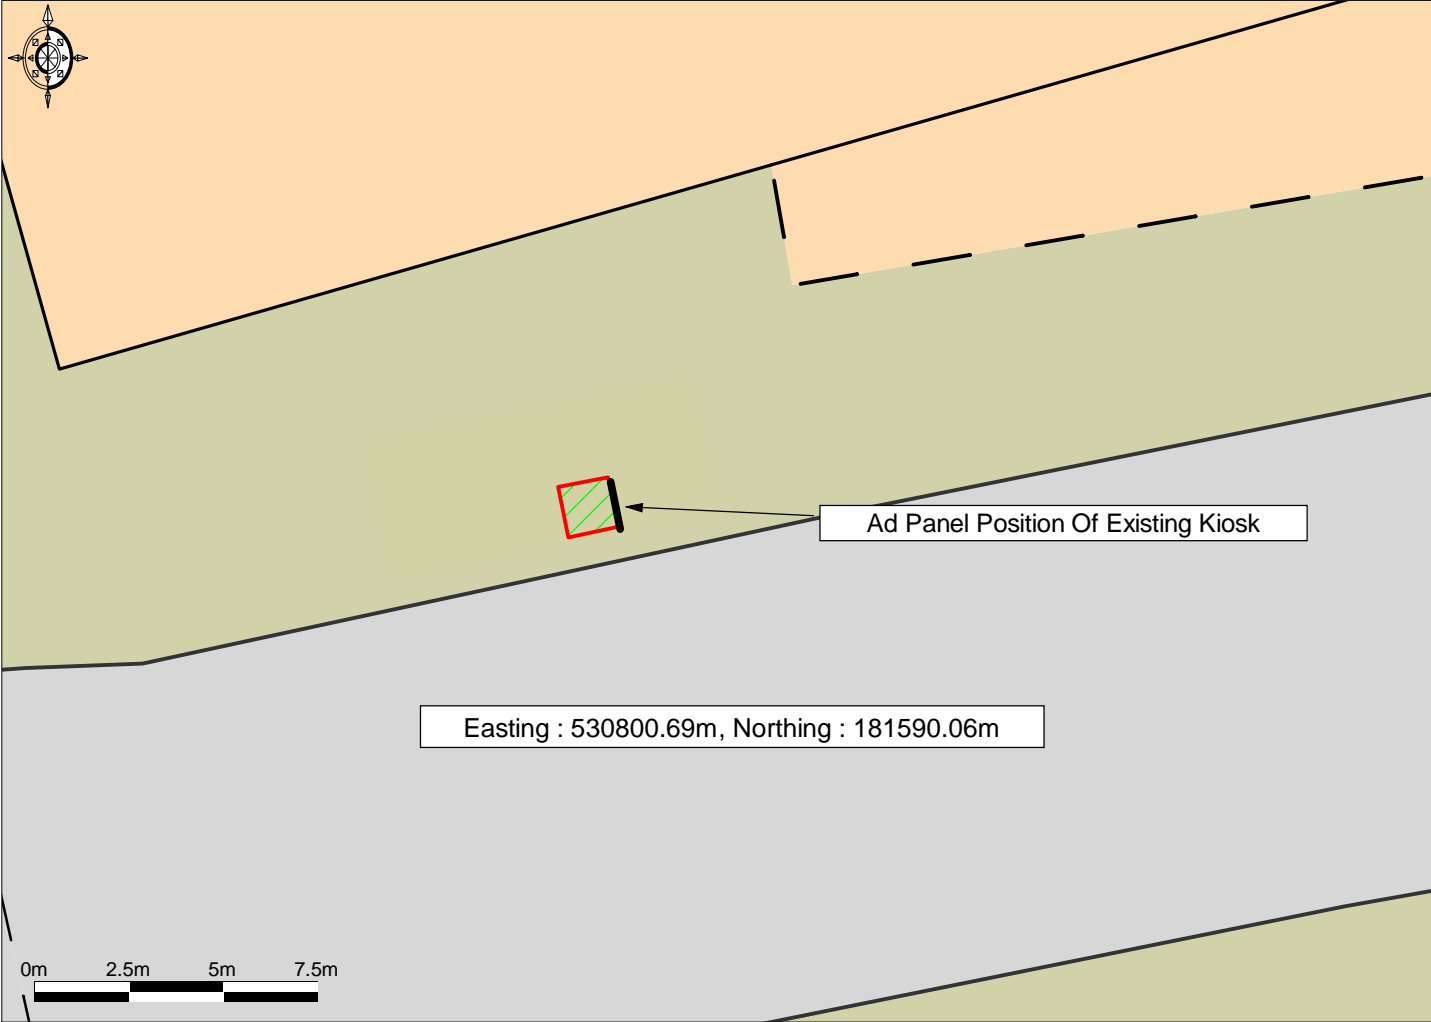 Ad Panel Position Of Existing Kiosk
Easting : 530800.69m, Northing : 181590.06m
0m 2.5m 5m 7.5m